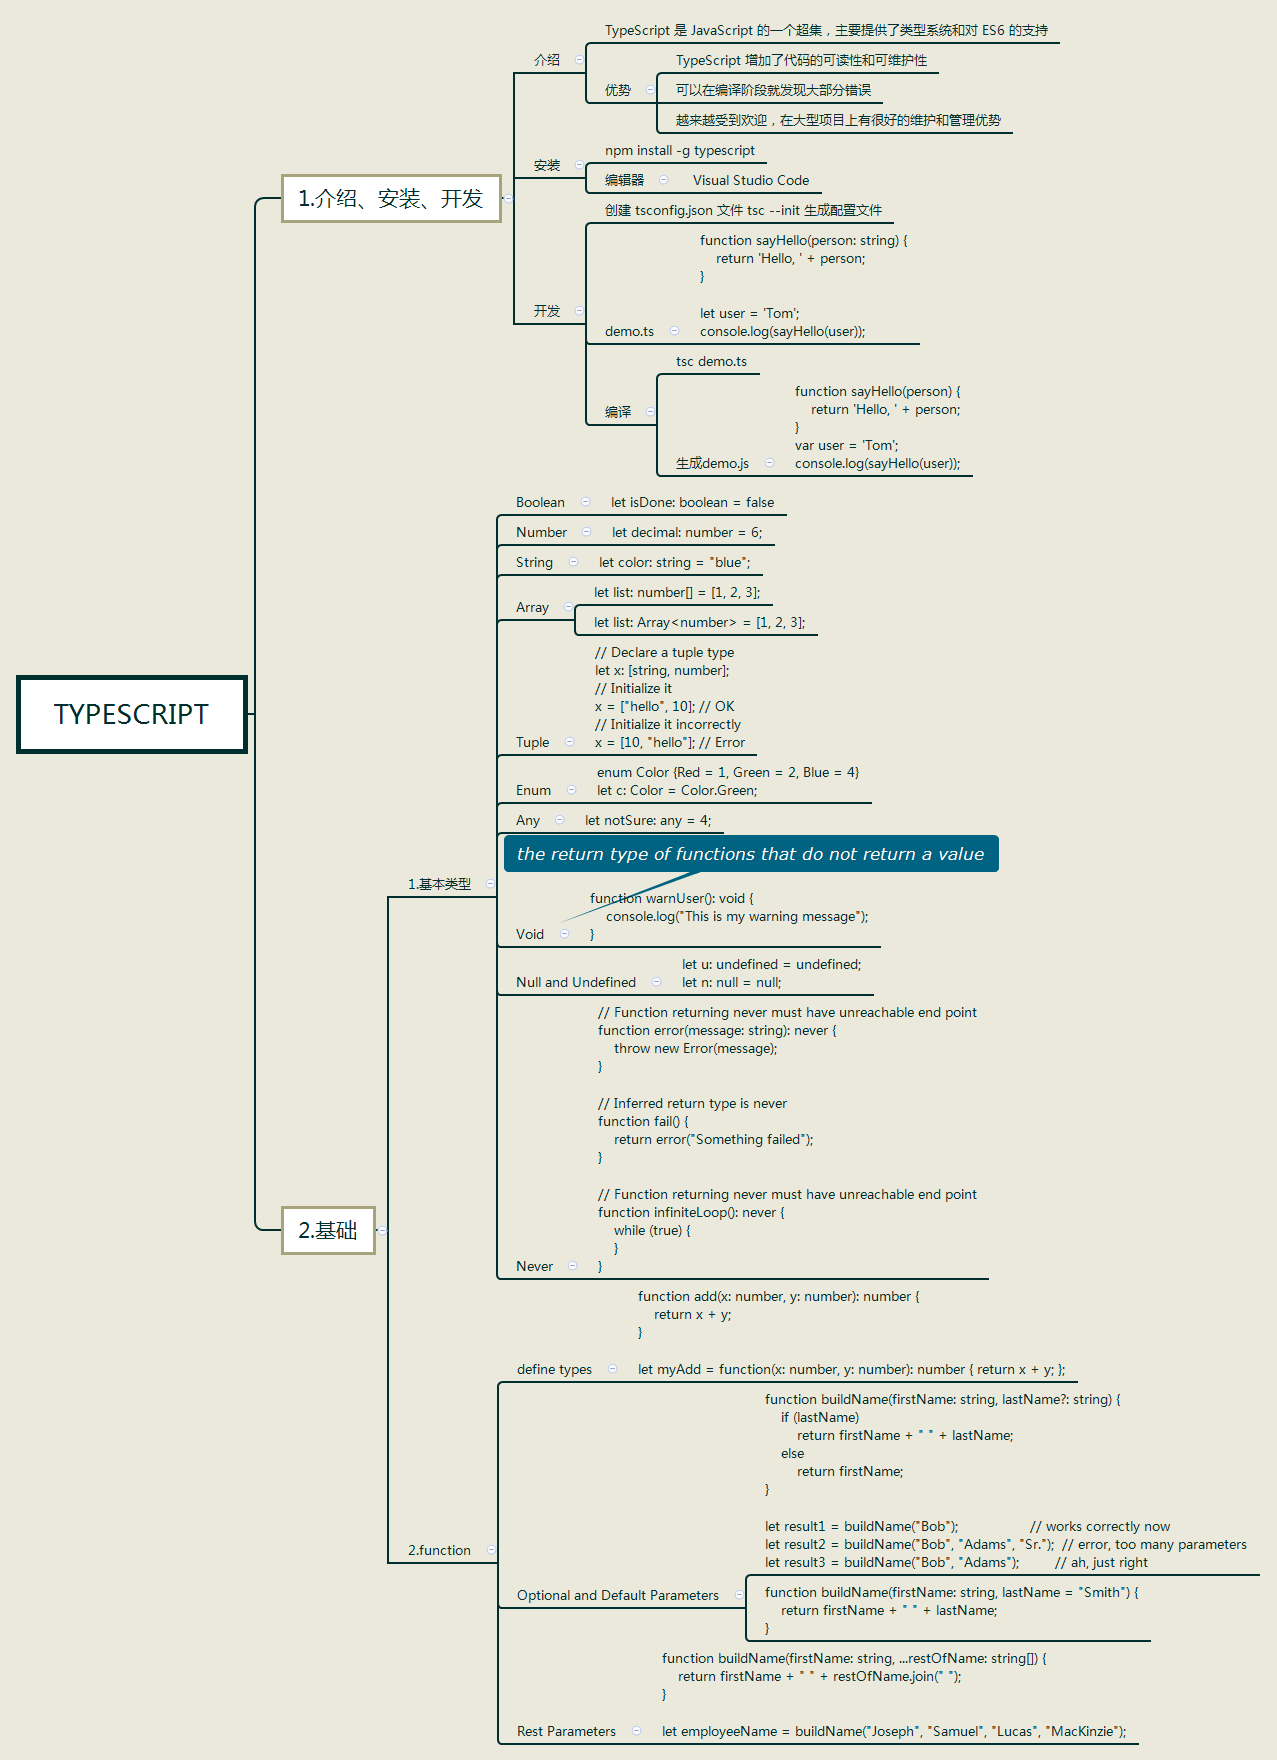 TYPESCRIPT
1.介绍、安装、开发
介绍
TypeScript 是 JavaScript 的一个超集，主要提供了类型系统和对 ES6 的支持
优势
TypeScript 增加了代码的可读性和可维护性
可以在编译阶段就发现大部分错误
越来越受到欢迎，在大型项目上有很好的维护和管理优势
安装
npm install -g typescript
编辑器
Visual Studio Code
开发
创建 tsconfig.json 文件 tsc --init 生成配置文件
demo.ts
function sayHello(person: string) {
return 'Hello, ' + person;
}
let user = 'Tom';
console.log(sayHello(user));
编译
tsc demo.ts
生成demo.js
function sayHello(person) {
return 'Hello, ' + person;
}
var user = 'Tom';
console.log(sayHello(user));
2.基础
1.基本类型
Boolean
let isDone: boolean = false
Number
let decimal: number = 6;
String
let color: string = "blue";
Array
let list: number[] = [1, 2, 3];
let list: Array<number> = [1, 2, 3];
Tuple
// Declare a tuple type
let x: [string, number];
// Initialize it
x = ["hello", 10]; // OK
// Initialize it incorrectly
x = [10, "hello"]; // Error
Enum
enum Color {Red = 1, Green = 2, Blue = 4}
let c: Color = Color.Green;
Any
let notSure: any = 4;
the return type of functions that do not return a value
Void
function warnUser(): void {
console.log("This is my warning message");
}
Null and Undefined
let u: undefined = undefined;
let n: null = null;
Never
// Function returning never must have unreachable end point
function error(message: string): never {
throw new Error(message);
}
// Inferred return type is never
function fail() {
return error("Something failed");
}
// Function returning never must have unreachable end point
function infiniteLoop(): never {
while (true) {
}
}
2.function
define types
function add(x: number, y: number): number {
return x + y;
}
let myAdd = function(x: number, y: number): number { return x + y; };
Optional and Default Parameters
function buildName(firstName: string, lastName?: string) {
if (lastName)
return firstName + " " + lastName;
else
return firstName;
}
let result1 = buildName("Bob"); // works correctly now
let result2 = buildName("Bob", "Adams", "Sr."); // error, too many parameters
let result3 = buildName("Bob", "Adams"); // ah, just right
function buildName(firstName: string, lastName = "Smith") {
return firstName + " " + lastName;
}
Rest Parameters
function buildName(firstName: string, ...restOfName: string[]) {
return firstName + " " + restOfName.join(" ");
}
let employeeName = buildName("Joseph", "Samuel", "Lucas", "MacKinzie");